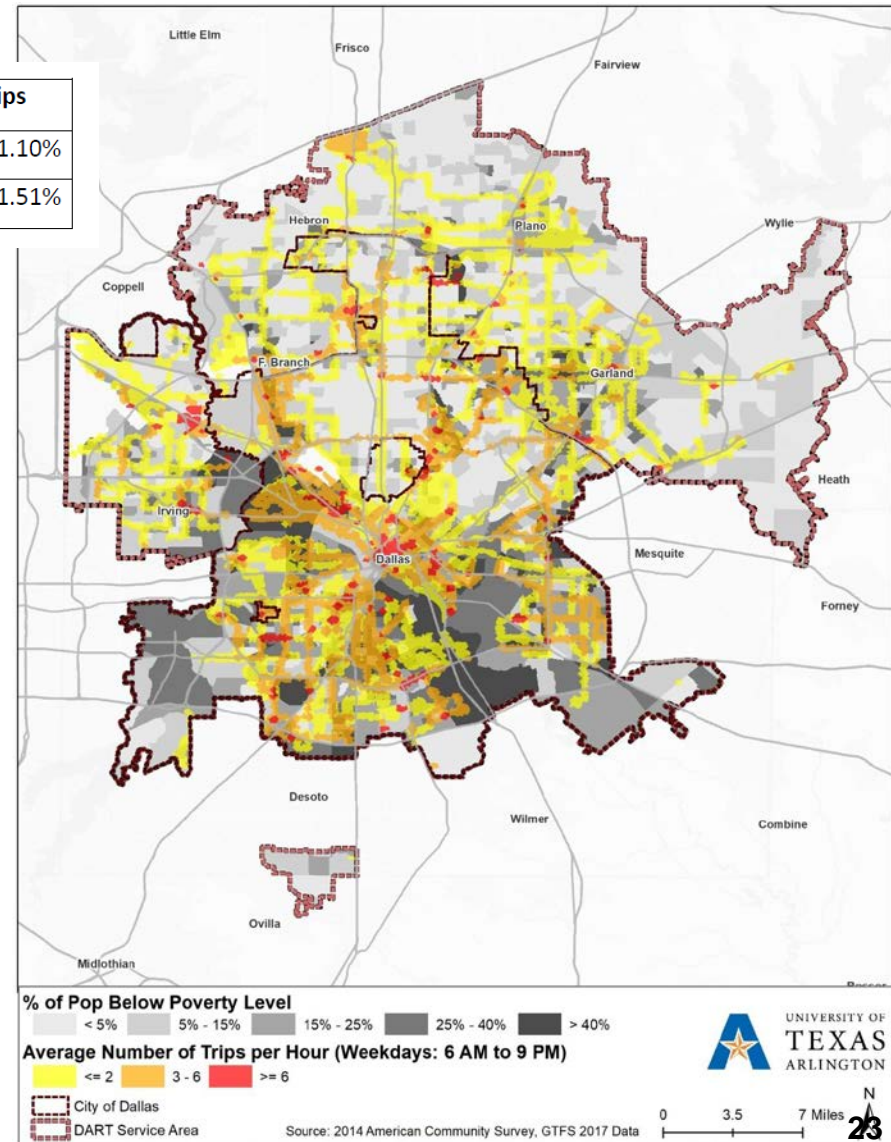 Little Elm
Frisco
Fairview
ips
1.10%
1.51%
Hebron
Plano
Wylie
Coppell
F. Branch
Garland
Heath
Irving
Dallas
Mesquite
Forney
Desoto
Wilmer
Combine
Ovilla
Midlothian
% of Pop Below Poverty Level
< 5% 5% - 15% 15% - 25% 25% - 40% > 40%
Average Number of Trips per Hour (Weekdays: 6 AM to 9 PM)
<= 2 3 - 6 >= 6
City of Dallas
DART Service Area
Source: 2014 American Community Survey, GTFS 2017 Data
0 3.5 7 Miles
N
UNIVERSITY OF
TEXAS
ARLINGTON
23